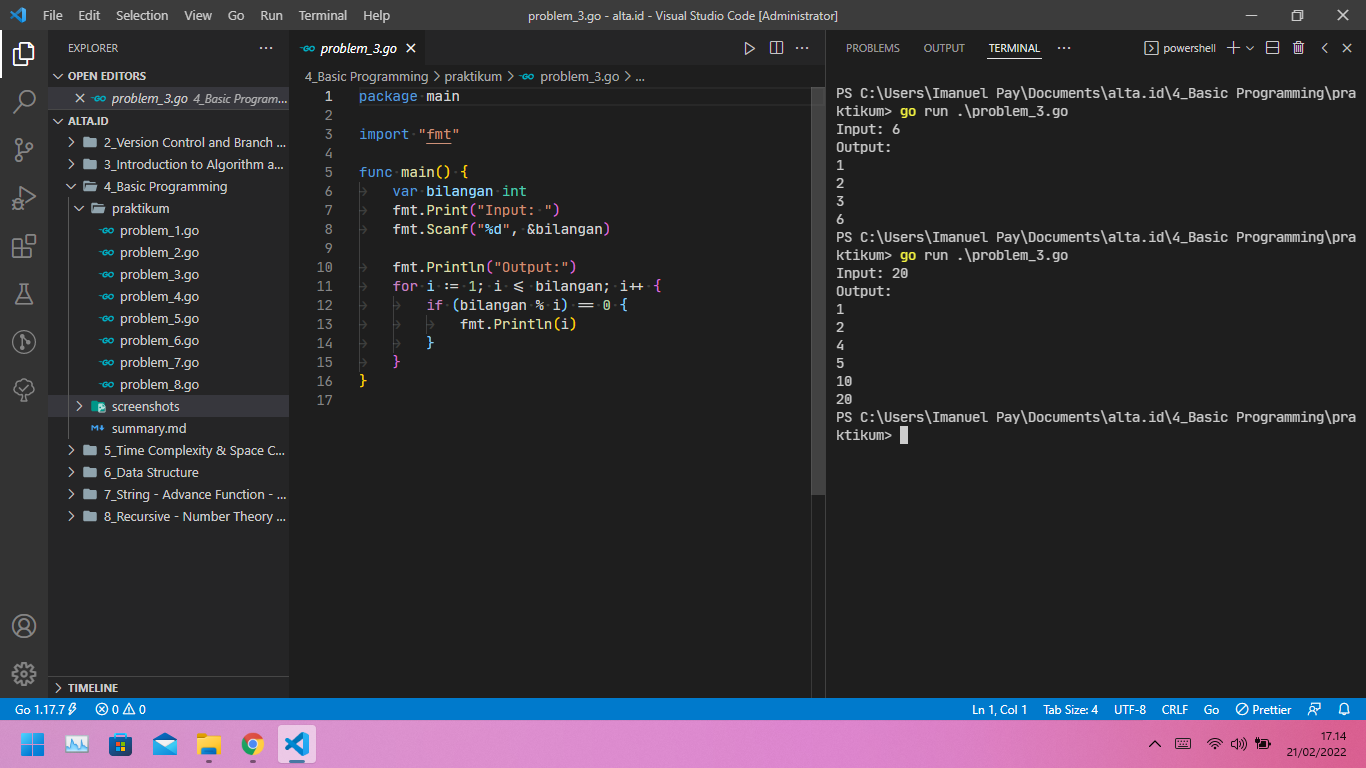 File Edit Selection View Go Run Terminal Help
problem_3.go - alta.id - Visual Studio Code [Administrator]
EXPLORER
OPEN EDITORS
problem_3.go 4_Basic Program...
ALTA.ID
2_Version Control and Branch ...
3_Introduction to Algorithm a...
4_Basic Programming
praktikum
problem_1.go
problem_2.go
problem_3.go
problem_4.go
problem_5.go
problem_6.go
problem_7.go
problem_8.go
screenshots
summary.md
5_Time Complexity & Space C...
6_Data Structure
7_String - Advance Function - ...
8_Recursive - Number Theory ...
TIMELINE
problem_3.go
4_Basic Programming > praktikum > problem_3.go > ...
1 package main
2
3 import "fmt"
4
5 func main() {
6 var bilangan int
7 fmt.Print("Input: ")
8 fmt.Scanf("%d", &bilangan)
9
10 fmt.Println("Output:")
11 for i := 1; i <= bilangan; i++ {
12 if (bilangan % i) == 0 {
13 fmt.Println(i)
14 }
15 }
16 }
17
PROBLEMS OUTPUT TERMINAL ... powershell
PS C:\Users\Imanuel Pay\Documents\alta.id\4_Basic Programming\pra
ktikum> go run .\problem_3.go
Input: 6
Output:
1
2
3
6
PS C:\Users\Imanuel Pay\Documents\alta.id\4_Basic Programming\pra
ktikum> go run .\problem_3.go
Input: 20
Output:
1
2
4
5
10
20
PS C:\Users\Imanuel Pay\Documents\alta.id\4_Basic Programming\pra
ktikum>
Go 1.17.7 0 0 Ln 1, Col 1 Tab Size: 4 UTF-8 CRLF Go Prettier
17.14
21/02/2022